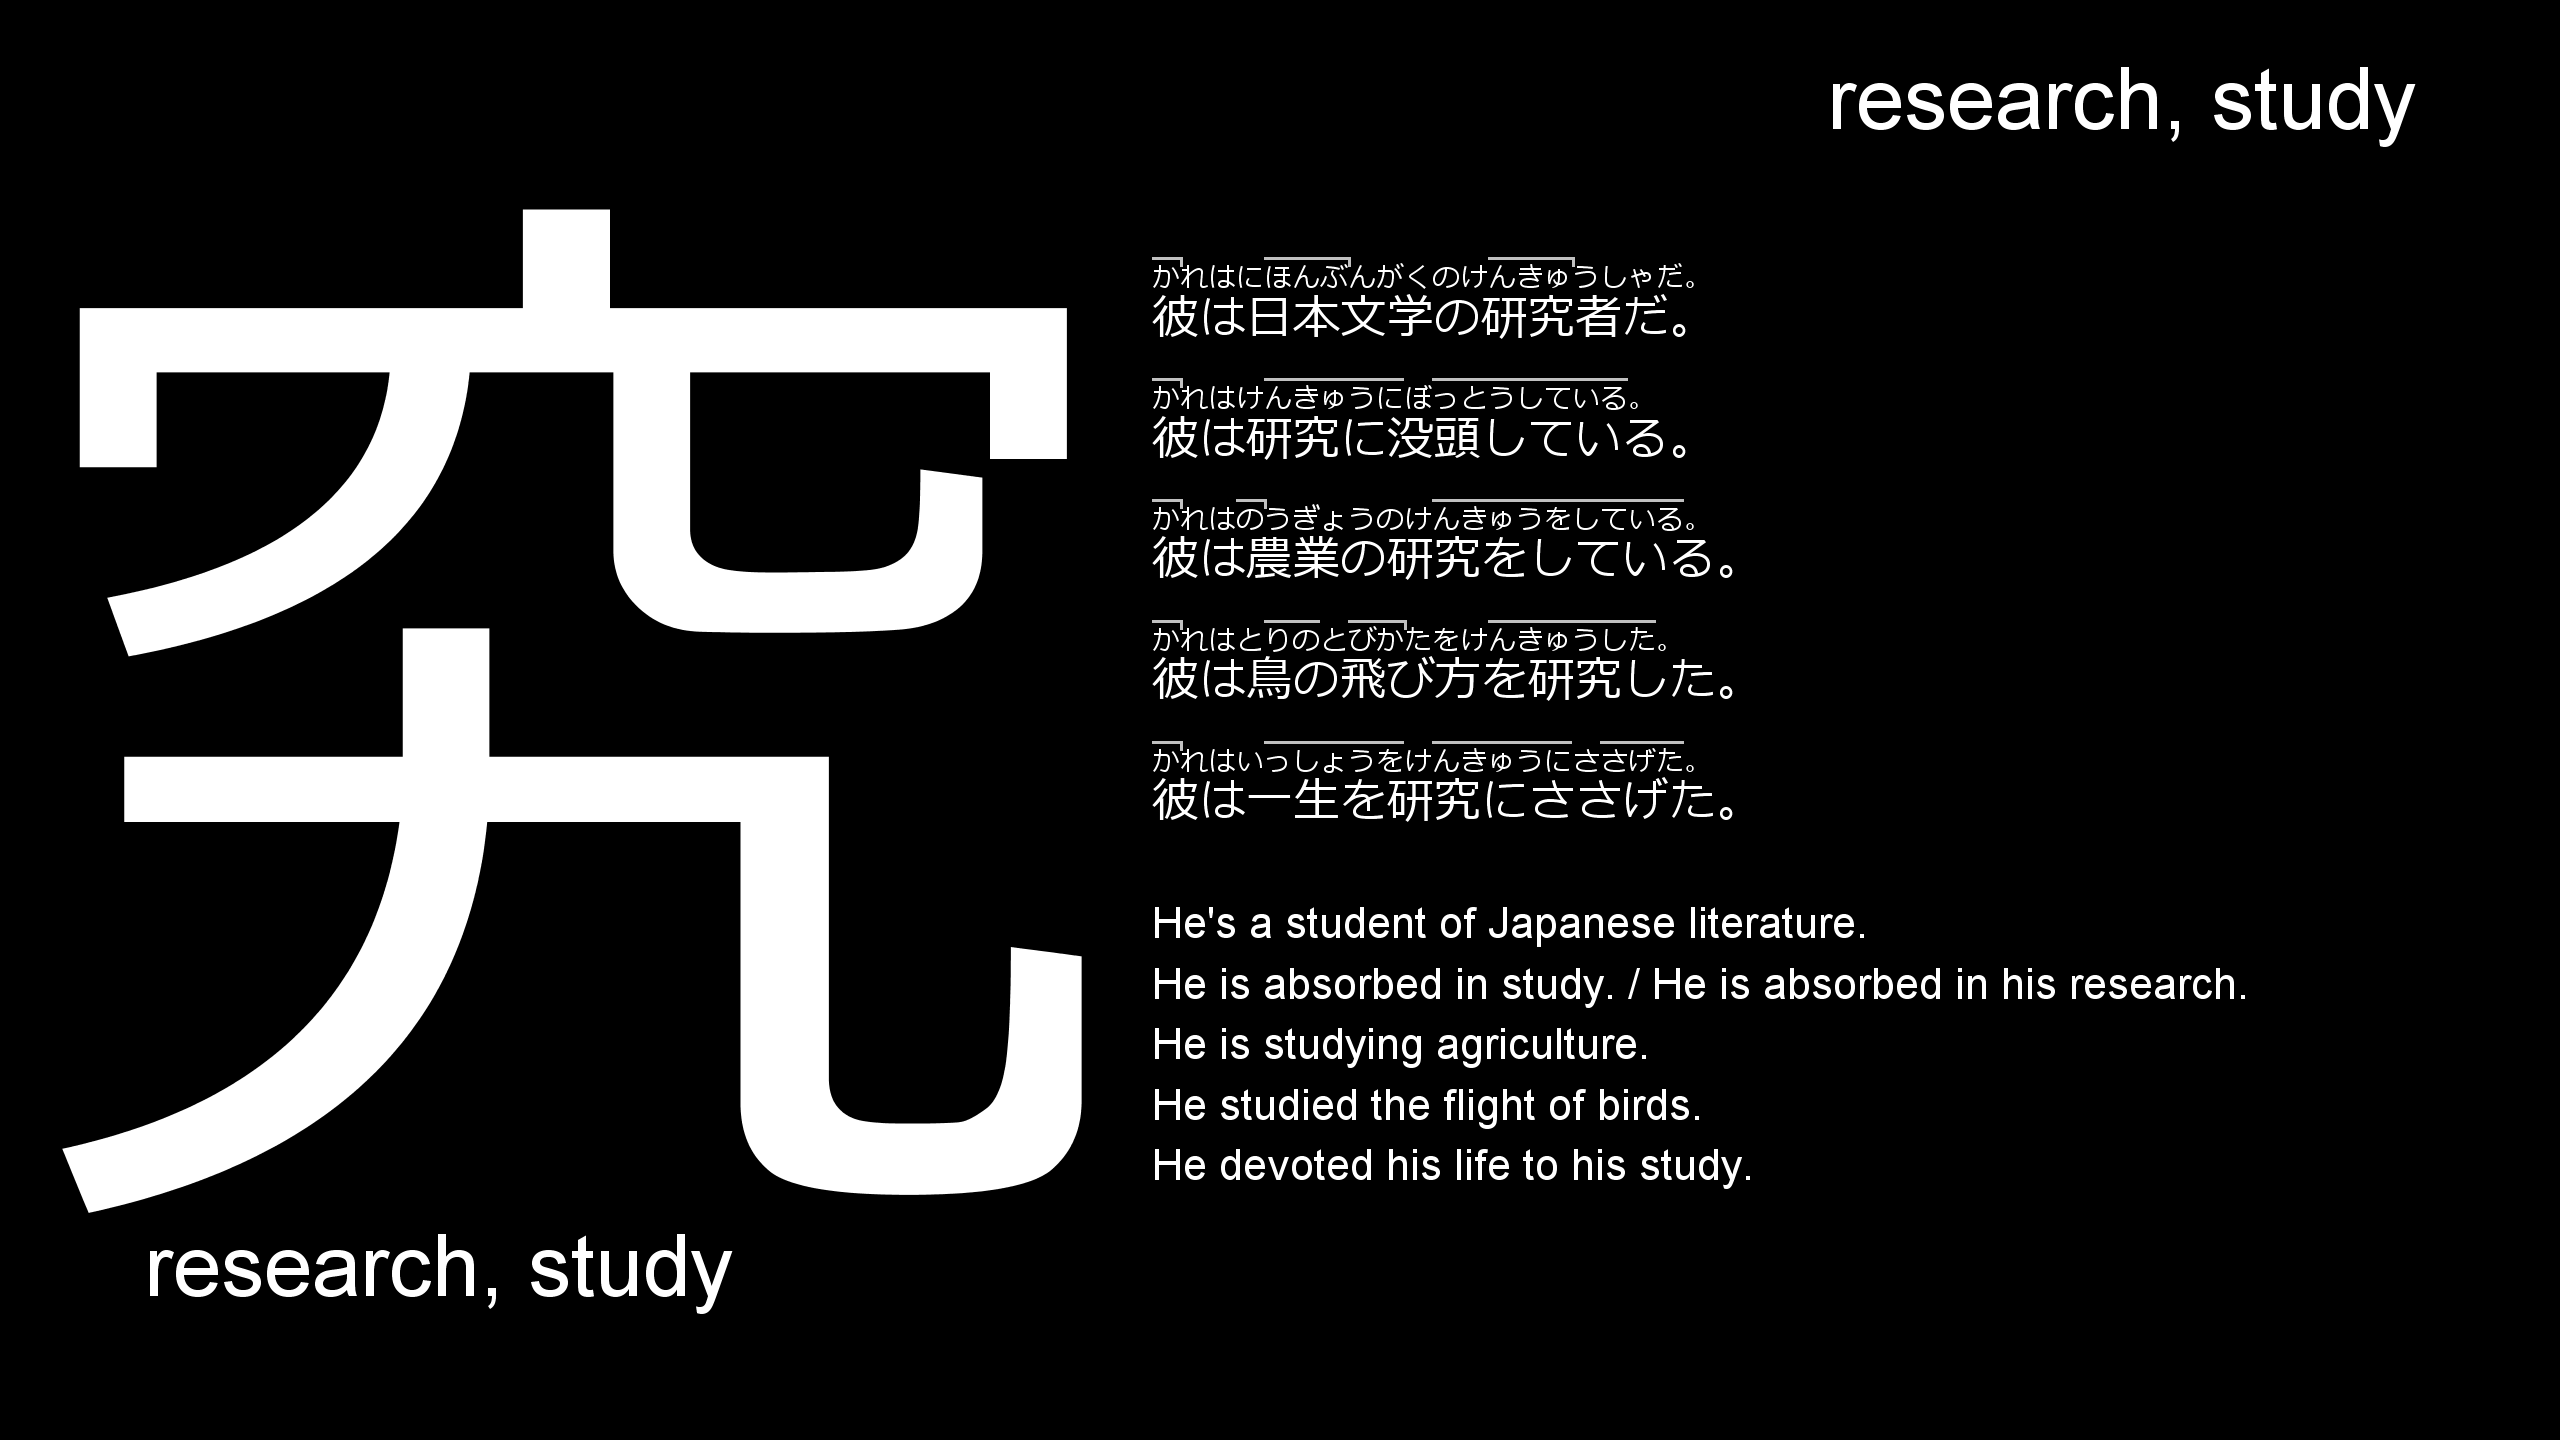 research, study
究
かれはにほんぶんがくのけんきゅうしゃだ。
彼は日本文学の研究者だ。
かれはけんきゅうにぼっとうしている。
彼は研究に没頭している。
かれはのうぎょうのけんきゅうをしている。
彼は農業の研究をしている。
かれはとりのとびかたをけんきゅうした。
彼は鳥の飛び方を研究した。
かれはいっしょうをけんきゅうにささげた。
彼は一生を研究にささげた。
He's a student of Japanese literature.
He is absorbed in study. / He is absorbed in his research.
He is studying agriculture.
He studied the flight of birds.
He devoted his life to his study.
research, study